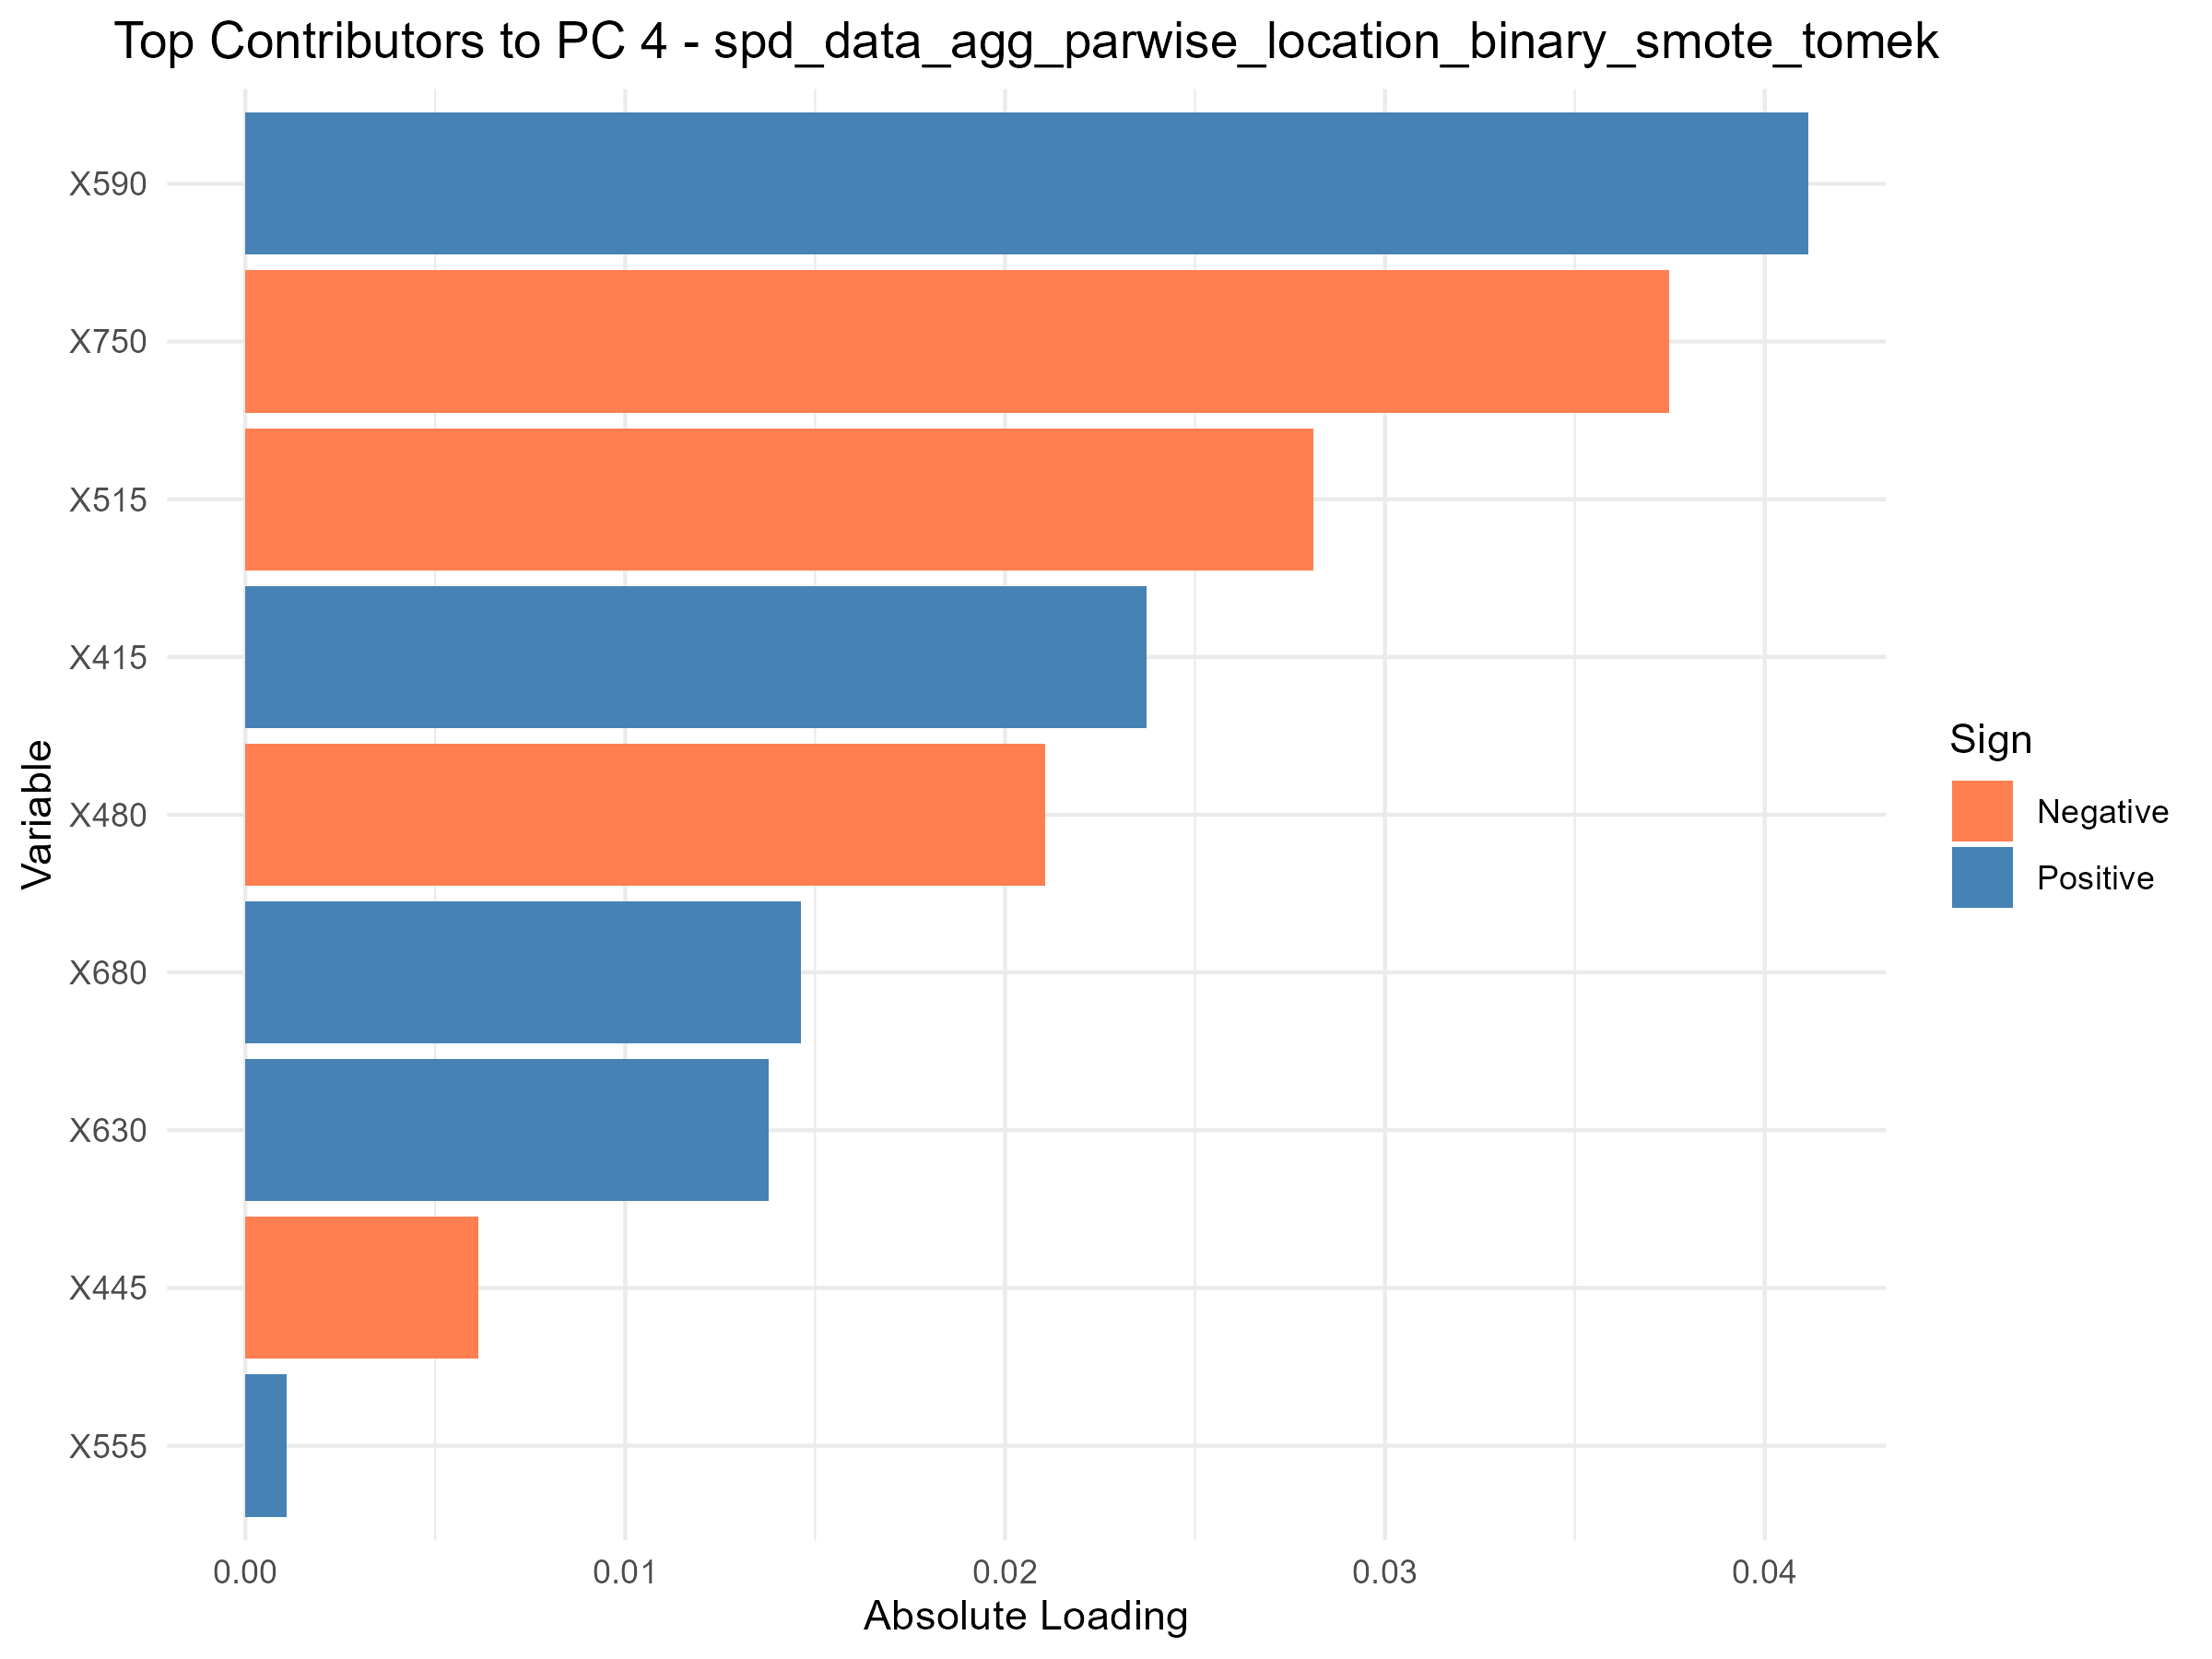 Top Contributors to PC 4 - spd_data_agg_parwise_location_binary_smote_tomek
Variable
X590
X750
X515
X415
X480
X680
X630
X445
X555
0.00 0.01 0.02 0.03 0.04
Absolute Loading
Sign
Negative
Positive